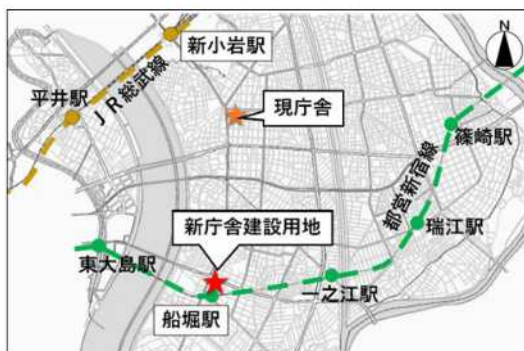 新小岩駅
N
平井駅
JR総武線
現庁舎
篠崎駅
都営新宿線
新庁舎建設用地
瑞江駅
東大島駅
一之江駅
船堀駅